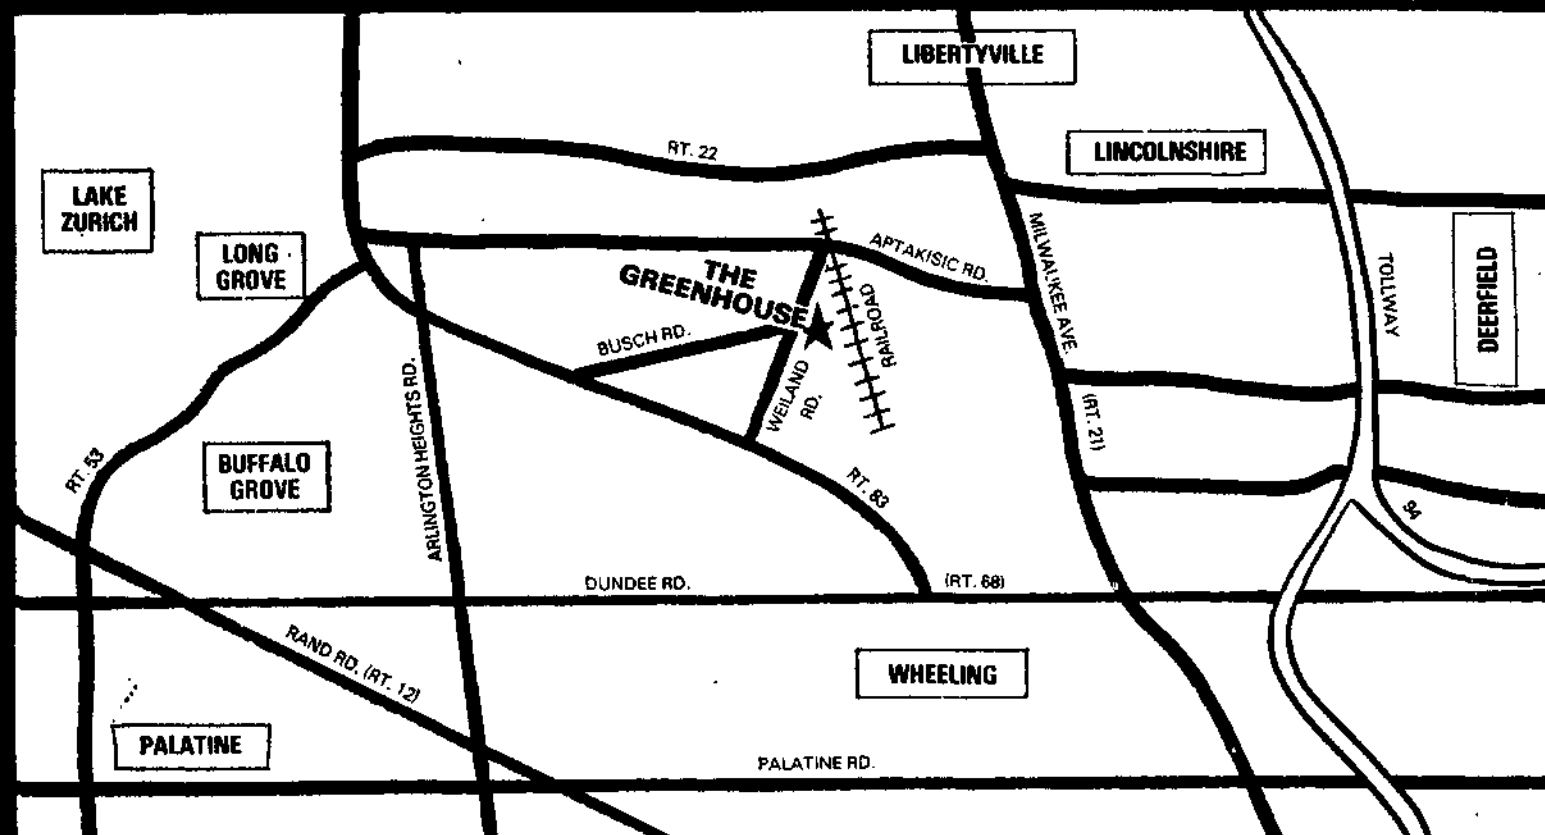 LIBERTYVILLE
LINCOLNSHIRE
RT. 22
LAKE
ZURICH
LONG
GROVE
APTAKISIC RD.
MILWAUKEE AVE.
TOLLWAY
DEERFIELD
THE
GREENHOUSE
RAILROAD
BUSCH RD.
WEILAND
RD.
ARLINGTON HEIGHTS RD.
(RT. 21)
RT. 53
BUFFALO
GROVE
RT. 83
94
DUNDEE RD.
(RT. 68)
RAND RD. (RT. 12)
WHEELING
PALATINE
PALATINE RD.